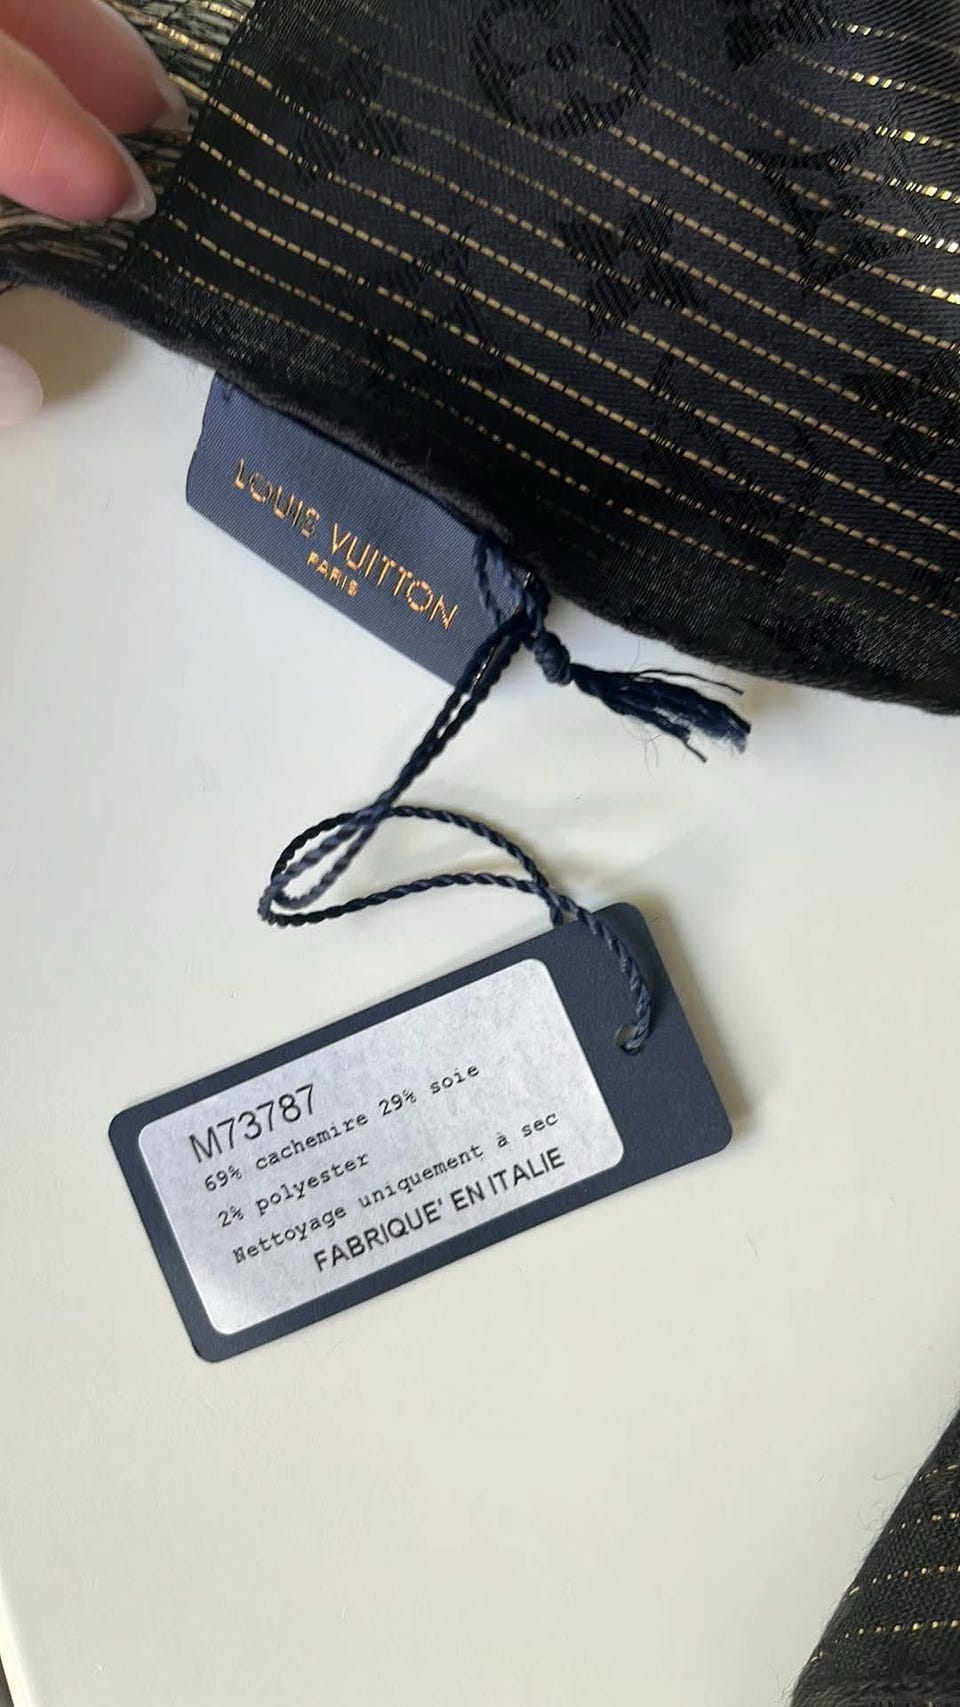 LOUIS VUITTON
PARIS
M73787
69% cachemire 29% soie
2% polyester
Nettoyage uniquement à sec
FABRIQUE' EN ITALIE